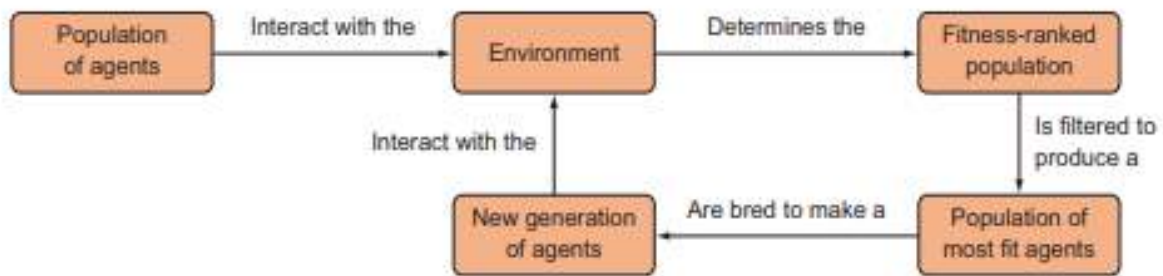 Population
of agents
Interact with the
Environment
Determines the
Fitness-ranked
population
Is filtered to
produce a
Population of
most fit agents
Are bred to make a
New generation
of agents
Interact with the